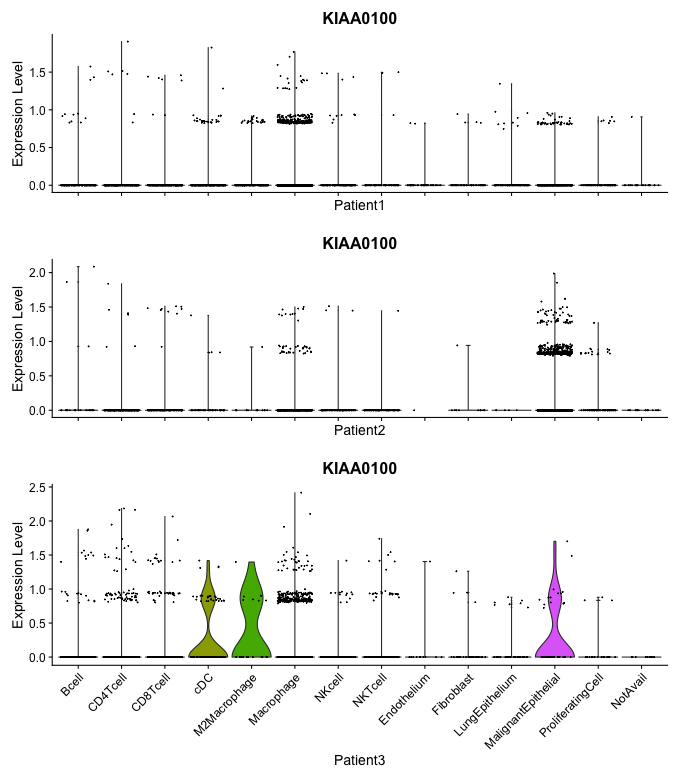 KIAA0100
Expression Level
1.5
1.0
0.5
0.0
Patient1
KIAA0100
Expression Level
2.0
1.5
1.0
0.5
0.0
Patient2
KIAA0100
Expression Level
2.5
2.0
1.5
1.0
0.5
0.0
Bcell
CD4Tcell
CD8Tcell
cDC
M2Macrophage
Macrophage
NKcell
NKTcell
Endothelium
Fibroblast
LungEpithelium
MalignantEpithelial
ProliferatingCell
NotAvail
Patient3